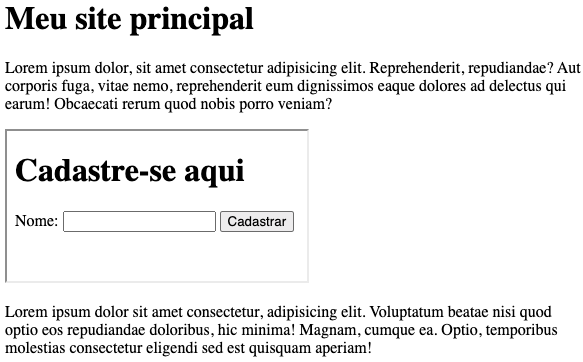 Meu site principal
Lorem ipsum dolor, sit amet consectetur adipisicing elit. Reprehenderit, repudiandae? Aut
corporis fuga, vitae nemo, reprehenderit eum dignissimos eaque dolores ad delectus qui
earum! Obcaecati rerum quod nobis porro veniam?
Cadastre-se aqui
Nome: Cadastrar
Lorem ipsum dolor sit amet consectetur, adipisicing elit. Voluptatum beatae nisi quod
optio eos repudiandae doloribus, hic minima! Magnam, cumque ea. Optio, temporibus
molestias consectetur eligendi sed est quisquam aperiam!